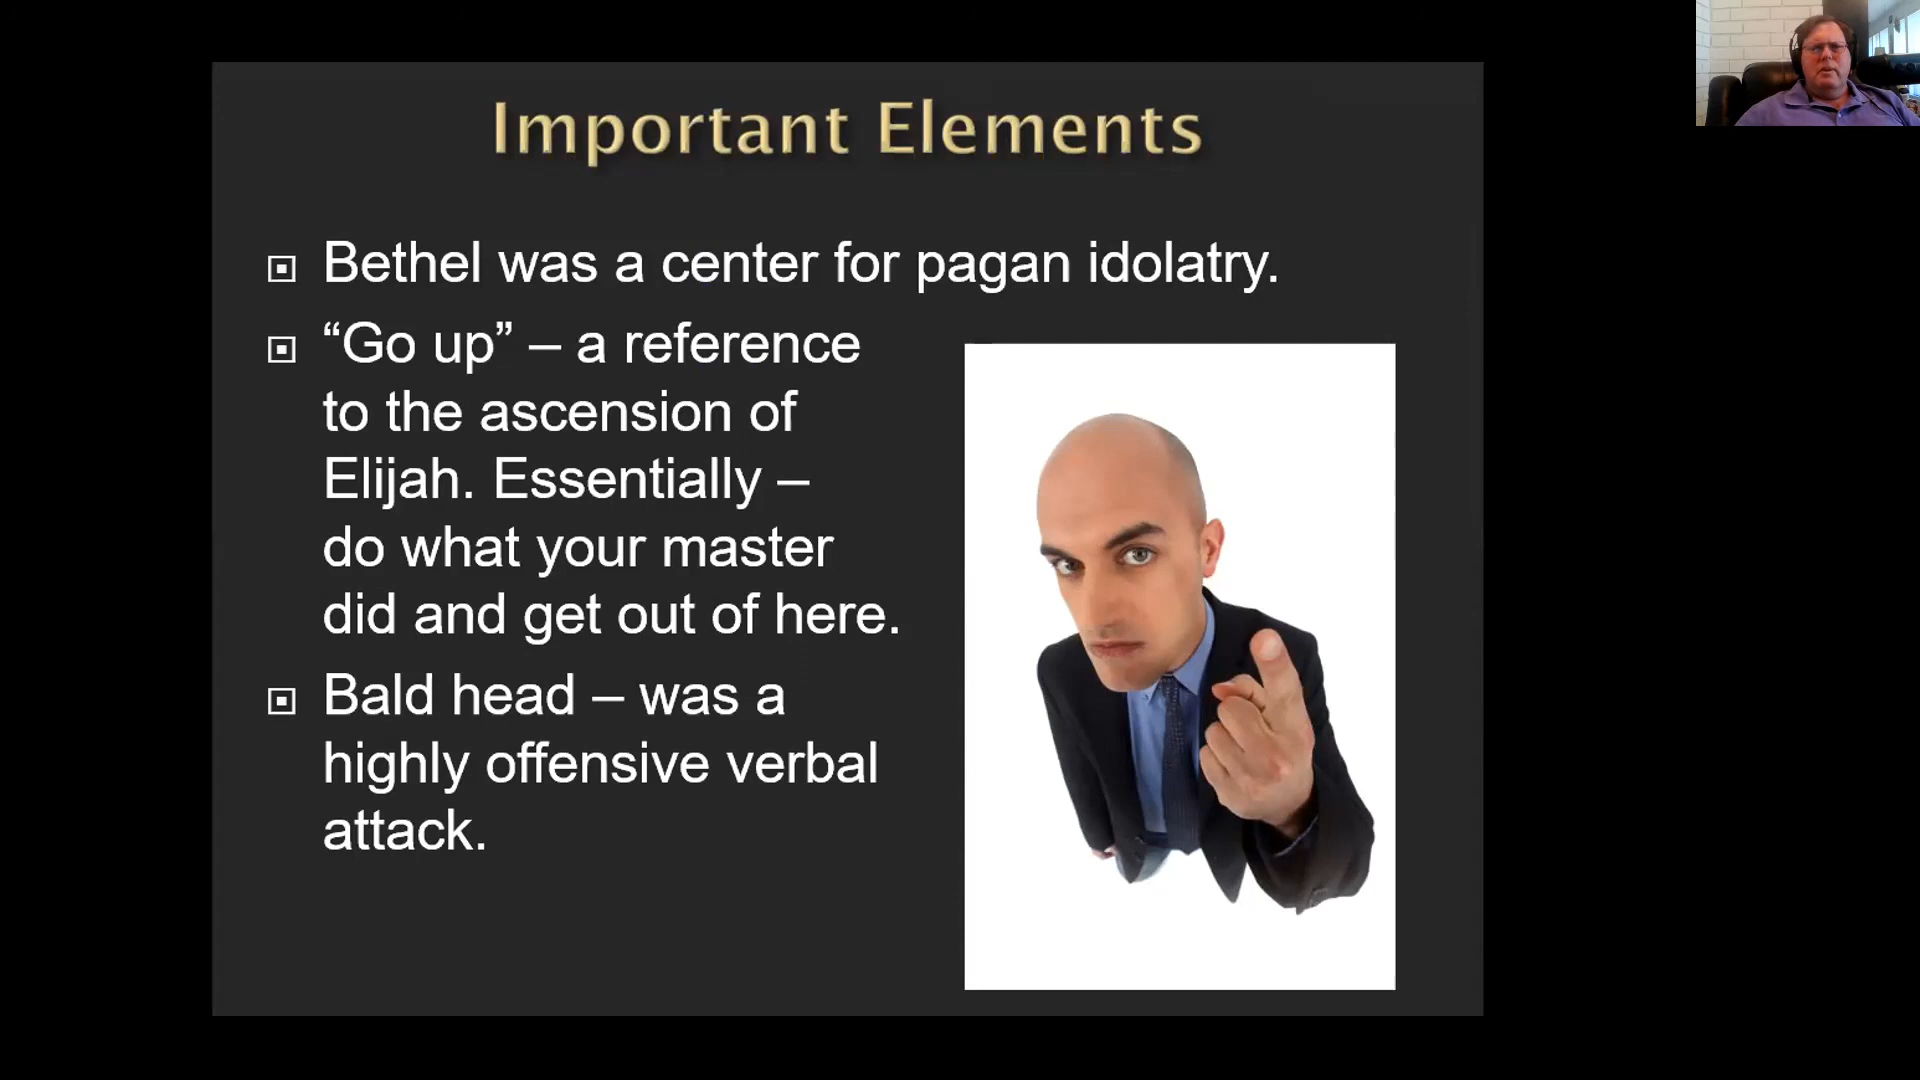 Important Elements
Bethel was a center for pagan idolatry.
“Go up” – a reference
to the ascension of
Elijah. Essentially –
do what your master
did and get out of here.
Bald head – was a
highly offensive verbal
attack.